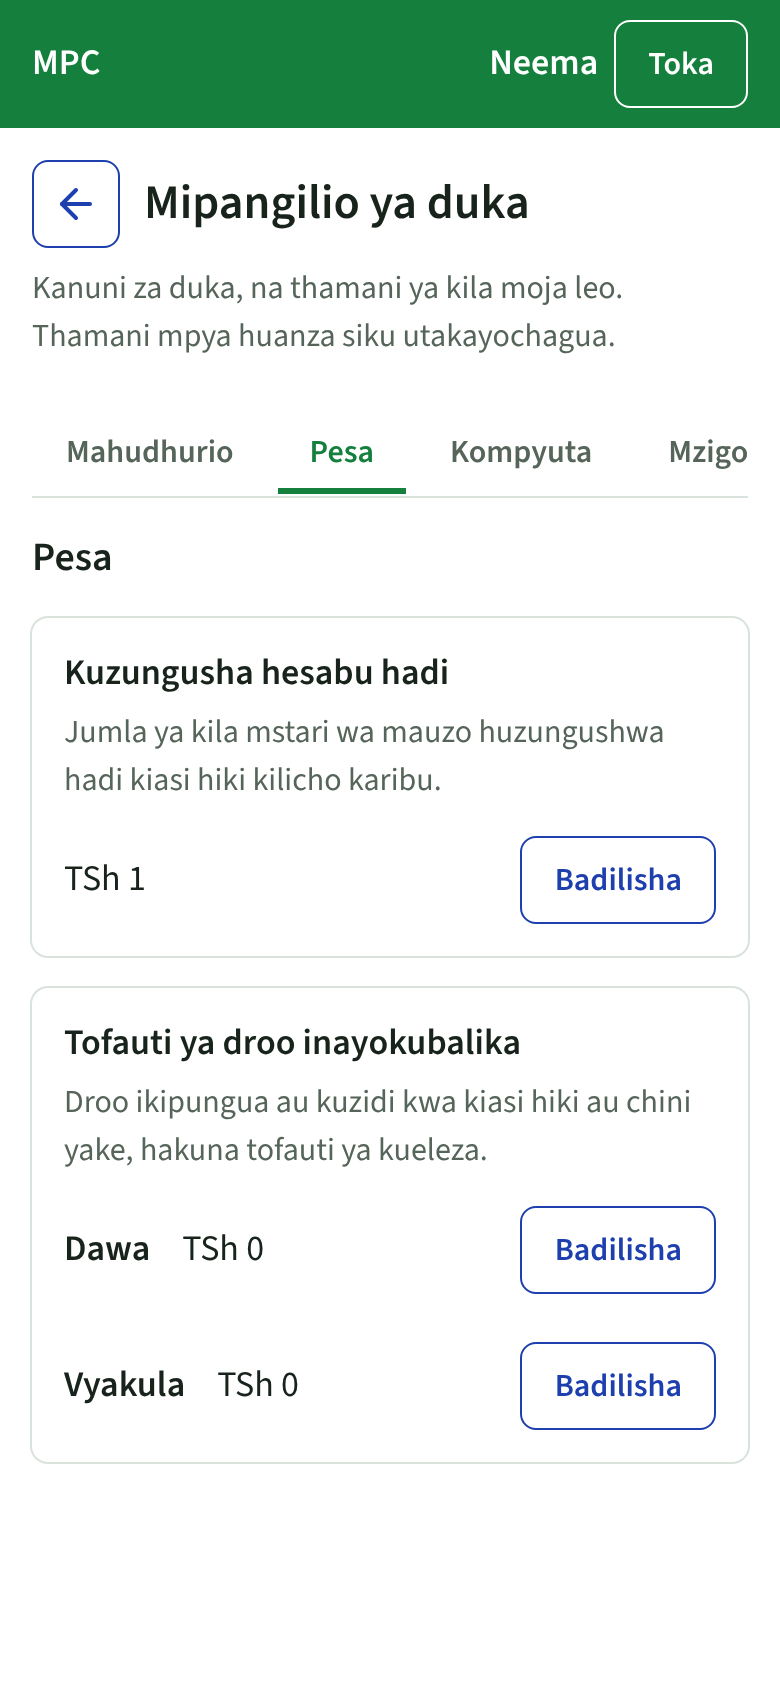 MPC
Neema
Toka
Mipangilio ya duka
Kanuni za duka, na thamani ya kila moja leo.
Thamani mpya huanza siku utakayochagua.
Mahudhurio
Pesa
Kompyuta
Mzigo
Pesa
Kuzungusha hesabu hadi
Jumla ya kila mstari wa mauzo huzungushwa
hadi kiasi hiki kilicho karibu.
TSh 1
Badilisha
Tofauti ya droo inayokubalika
Droo ikipungua au kuzidi kwa kiasi hiki au chini
yake, hakuna tofauti ya kueleza.
Dawa TSh 0
Badilisha
Vyakula TSh 0
Badilisha